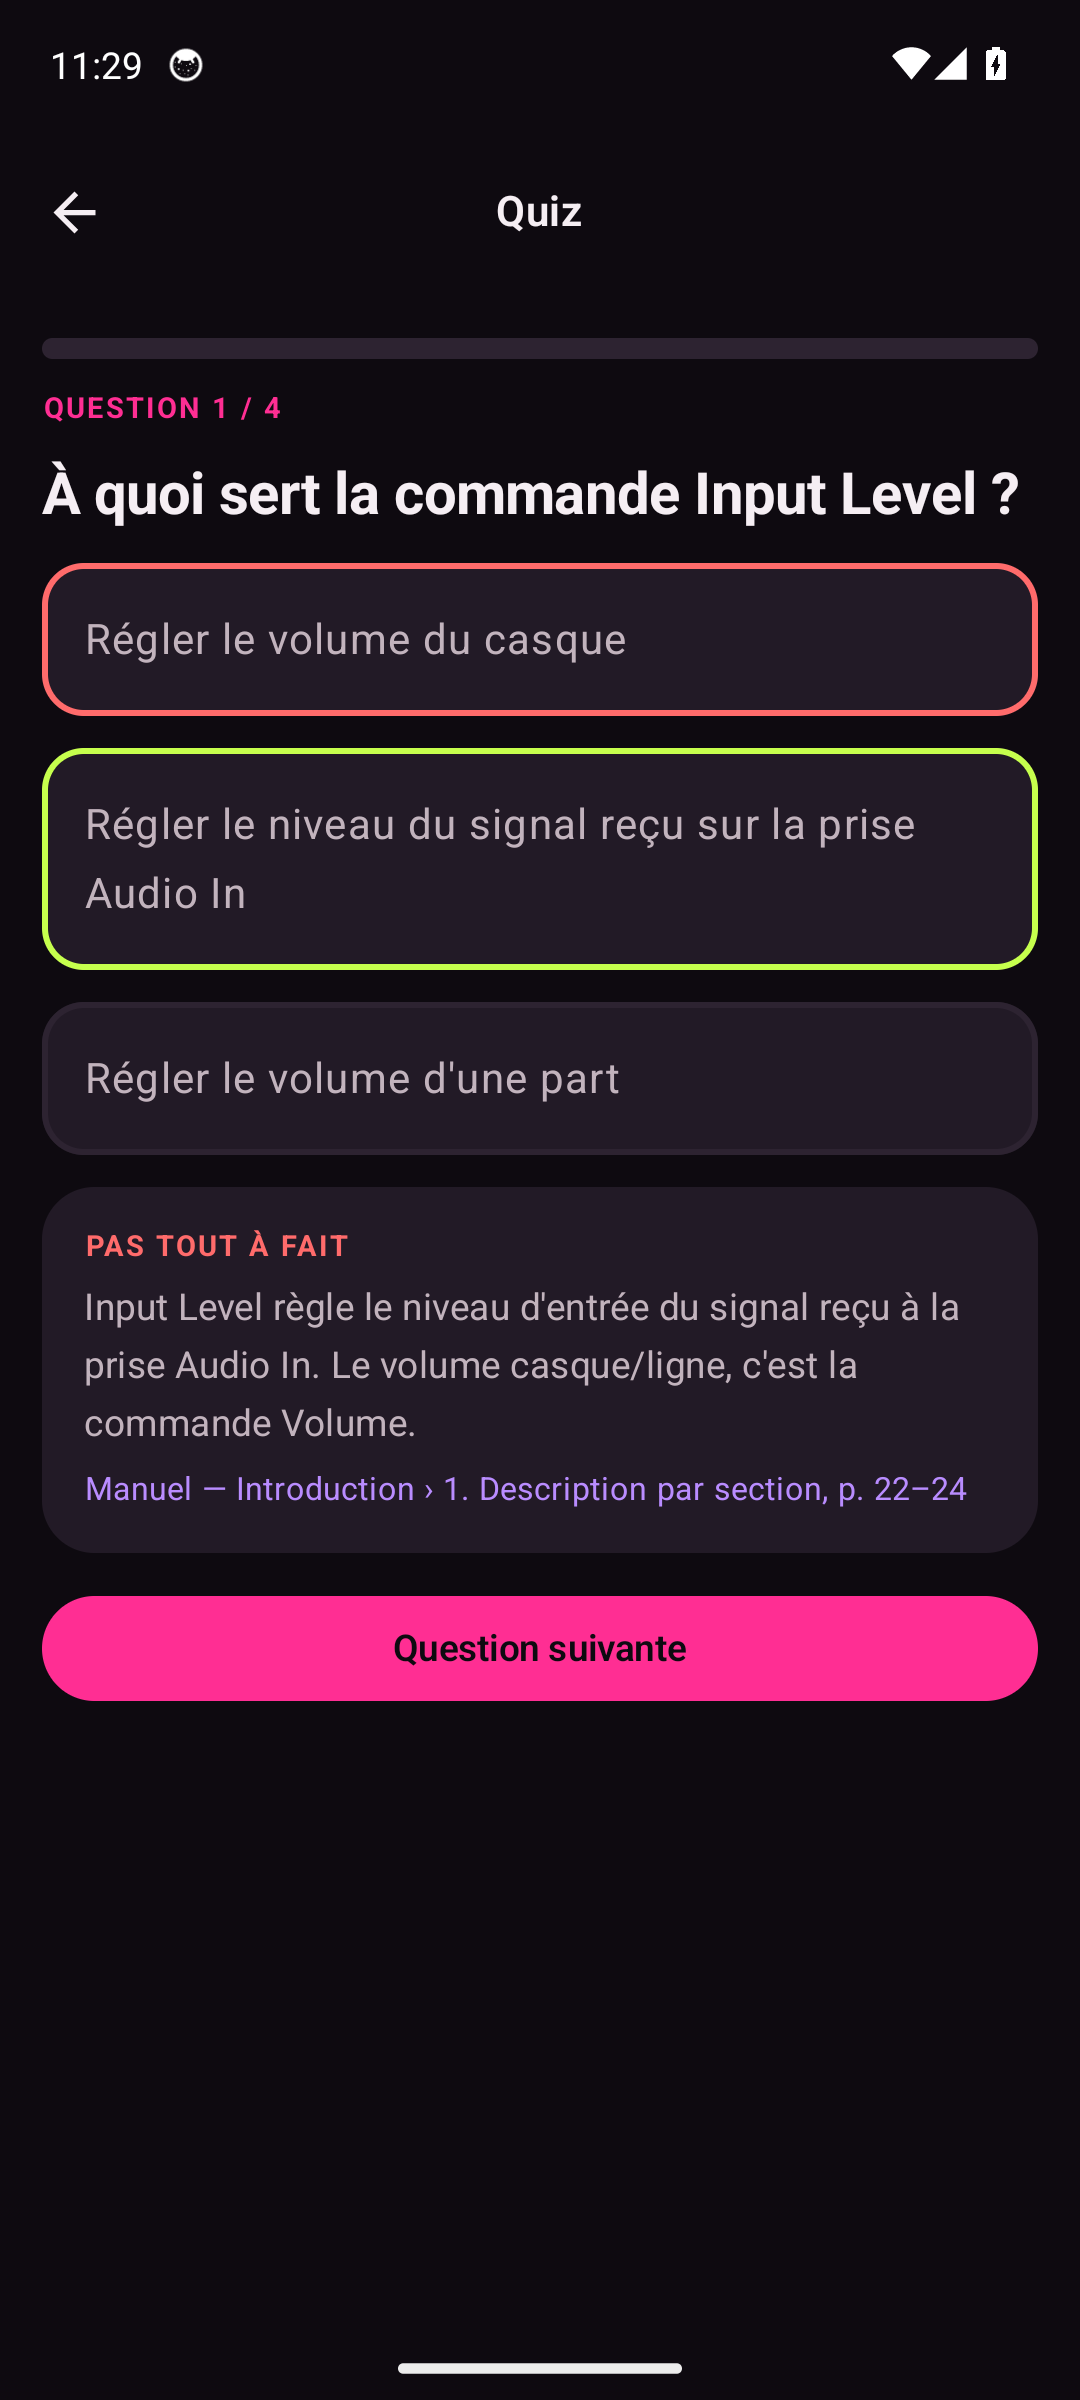 11:29
Quiz
QUESTION 1 / 4
À quoi sert la commande Input Level ?
Régler le volume du casque
Régler le niveau du signal reçu sur la prise
Audio In
Régler le volume d'une part
PAS TOUT À FAIT
Input Level règle le niveau d'entrée du signal reçu à la
prise Audio In. Le volume casque/ligne, c'est la
commande Volume.
Manuel — Introduction › 1. Description par section, p. 22–24
Question suivante